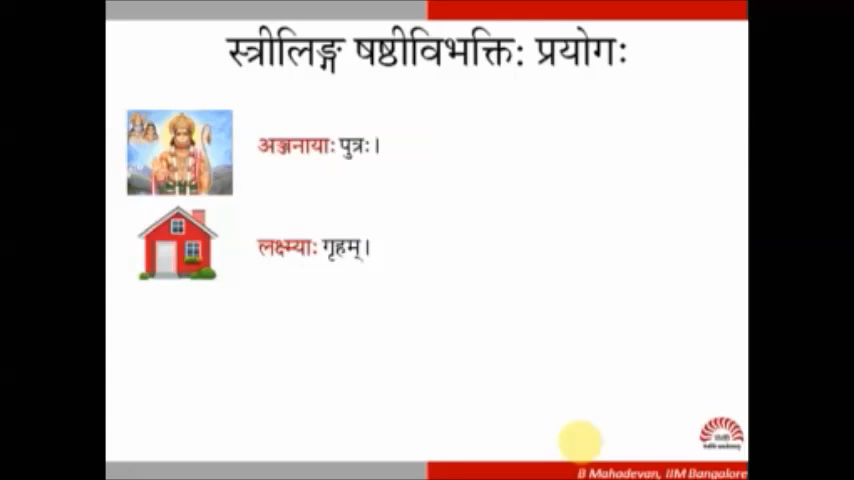 स्त्रीलिङ्ग षष्ठीविभक्ति: प्रयोगः
अञ्जनायाः पुत्रः।
लक्ष्म्याः गृहम्।
B Mahadevan, IIM Bangalore